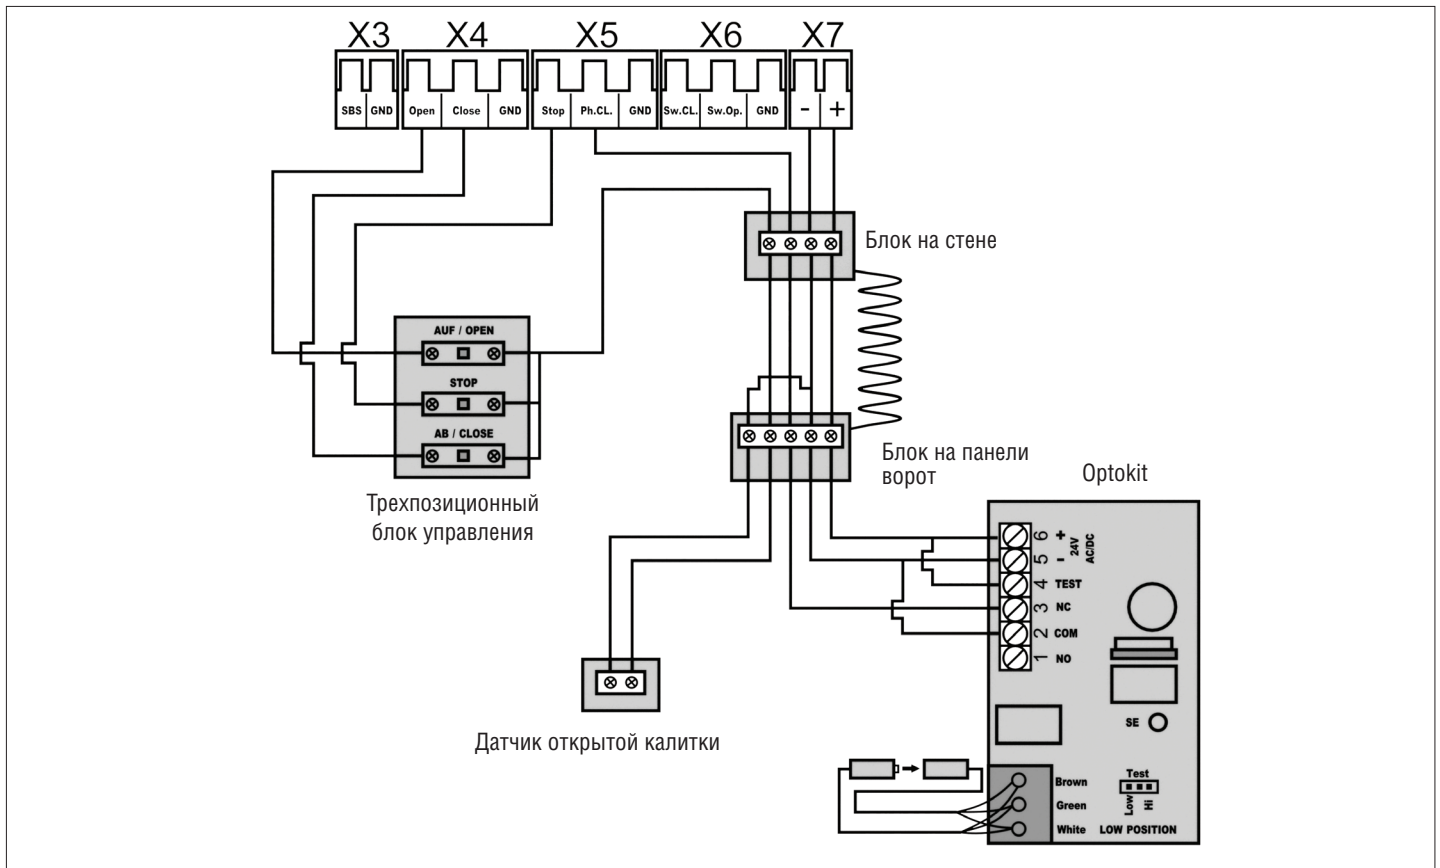 X3 X4 X5 X6 X7
SBS GND Open Close GND Stop Ph.CL. GND Sw.CL. Sw.Op. GND - +
Блок на стене
AUF / OPEN
STOP
AB / CLOSE
Трехпозиционный
блок управления
Блок на панели
ворот
Optokit
6 +
5 -
24V
AC/DC
4 TEST
3 NC
2 COM
1 NO
SE
Датчик открытой калитки
Brown
Green
White
Test
Low
Hi
LOW POSITION